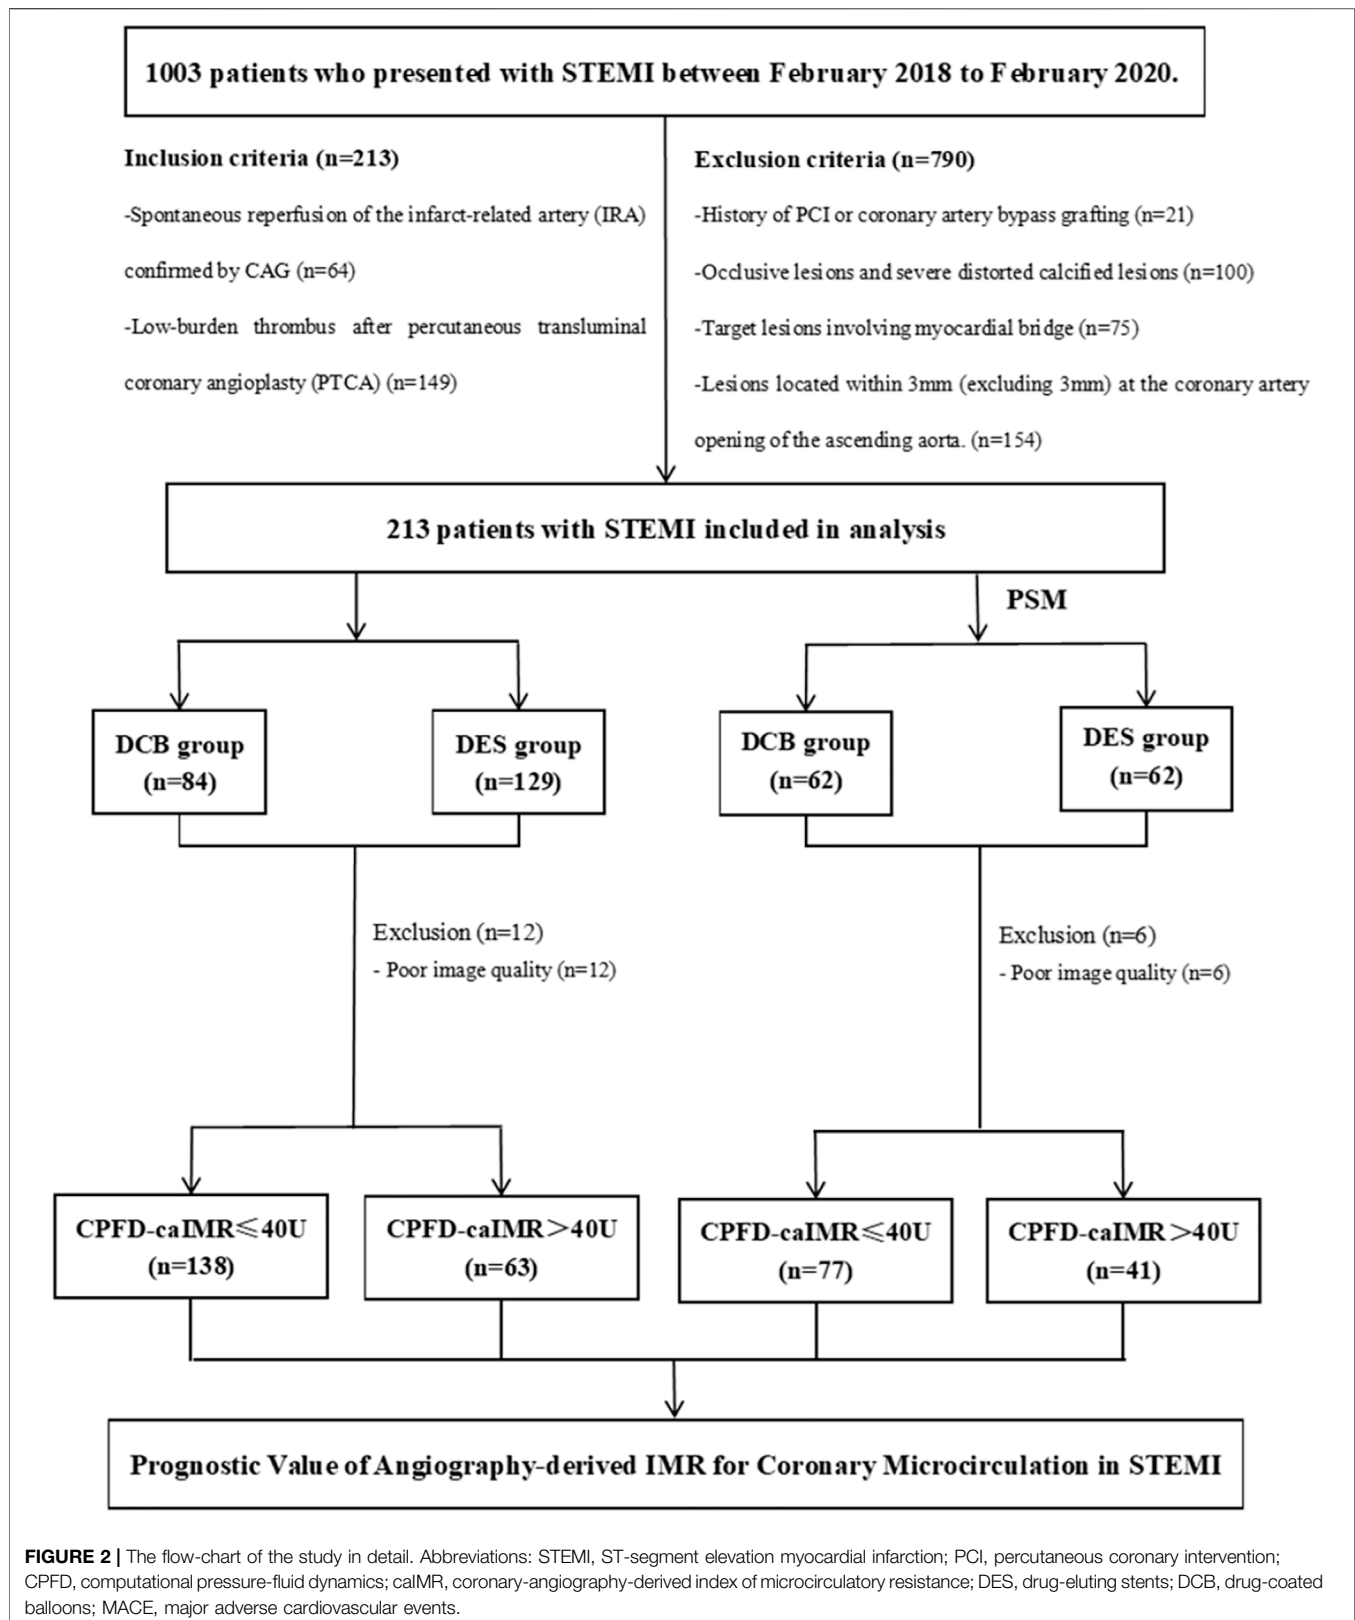 1003 patients who presented with STEMI between February 2018 to February 2020.
Inclusion criteria (n=213)
-Spontaneous reperfusion of the infarct-related artery (IRA)
confirmed by CAG (n=64)
-Low-burden thrombus after percutaneous transluminal
coronary angioplasty (PTCA) (n=149)
Exclusion criteria (n=790)
-History of PCI or coronary artery bypass grafting (n=21)
-Occlusive lesions and severe distorted calcified lesions (n=100)
-Target lesions involving myocardial bridge (n=75)
-Lesions located within 3mm (excluding 3mm) at the coronary artery
opening of the ascending aorta. (n=154)
213 patients with STEMI included in analysis
PSM
DCB group
(n=84)
DES group
(n=129)
DCB group
(n=62)
DES group
(n=62)
Exclusion (n=12)
- Poor image quality (n=12)
Exclusion (n=6)
- Poor image quality (n=6)
CPFD-caIMR≤40U
(n=138)
CPFD-caIMR>40U
(n=63)
CPFD-caIMR≤40U
(n=77)
CPFD-caIMR>40U
(n=41)
Prognostic Value of Angiography-derived IMR for Coronary Microcirculation in STEMI
FIGURE 2 | The flow-chart of the study in detail. Abbreviations: STEMI, ST-segment elevation myocardial infarction; PCI, percutaneous coronary intervention;
CPFD, computational pressure-fluid dynamics; caIMR, coronary-angiography-derived index of microcirculatory resistance; DES, drug-eluting stents; DCB, drug-coated
balloons; MACE, major adverse cardiovascular events.